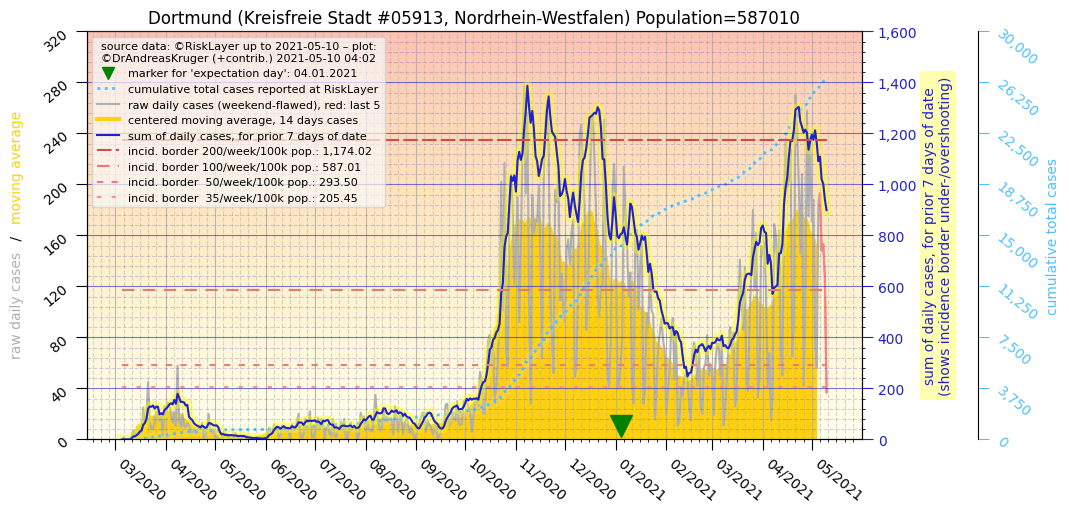 Dortmund (Kreisfreie Stadt #05913, Nordrhein-Westfalen) Population=587010
source data: ©RiskLayer up to 2021-05-10 – plot:
©DrAndreasKruger (+contrib.) 2021-05-10 04:02
marker for 'expectation day': 04.01.2021
cumulative total cases reported at RiskLayer
raw daily cases (weekend-flawed), red: last 5
centered moving average, 14 days cases
sum of daily cases, for prior 7 days of date
incid. border 200/week/100k pop.: 1,174.02
incid. border 100/week/100k pop.: 587.01
incid. border  50/week/100k pop.: 293.50
incid. border  35/week/100k pop.: 205.45
raw daily cases  /  moving average
320
280
240
200
160
120
80
40
0
03/2020
04/2020
05/2020
06/2020
07/2020
08/2020
09/2020
10/2020
11/2020
12/2020
01/2021
02/2021
03/2021
04/2021
05/2021
1,600
1,400
1,200
1,000
800
600
400
200
0
sum of daily cases, for prior 7 days of date
(shows incidence border under-/overshooting)
30,000
26,250
22,500
18,750
15,000
11,250
7,500
3,750
0
cumulative total cases